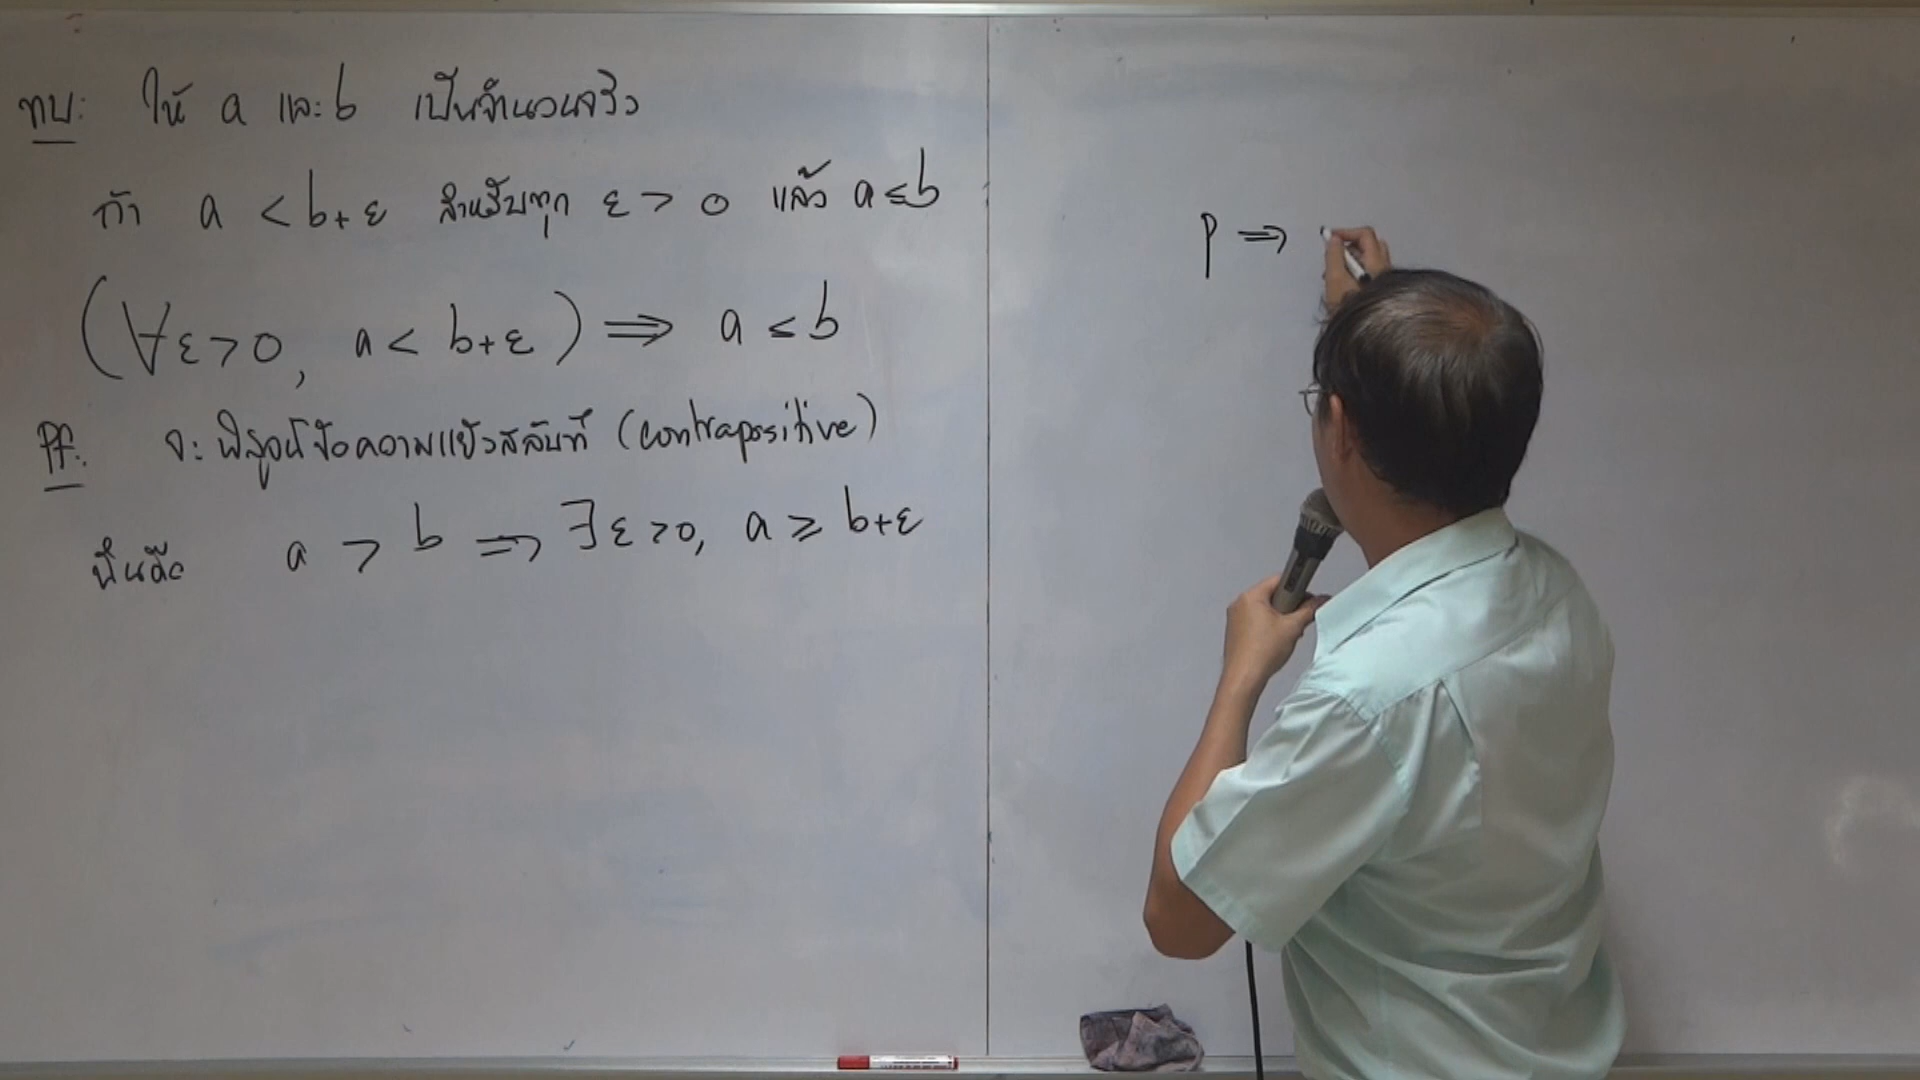 ทบ: ให้ a และ b เป็นจำนวนจริง
ถ้า a < b+ε สำหรับทุก ε > 0 แล้ว a ≤ b
(∀ε>0, a < b+ε) ⟹ a ≤ b
Pf: จะพิสูจน์ข้อความแย้งสลับที่ (contrapositive)
นั่นคือ a > b ⟹ ∃ε>0, a ≥ b+ε
P ⟹